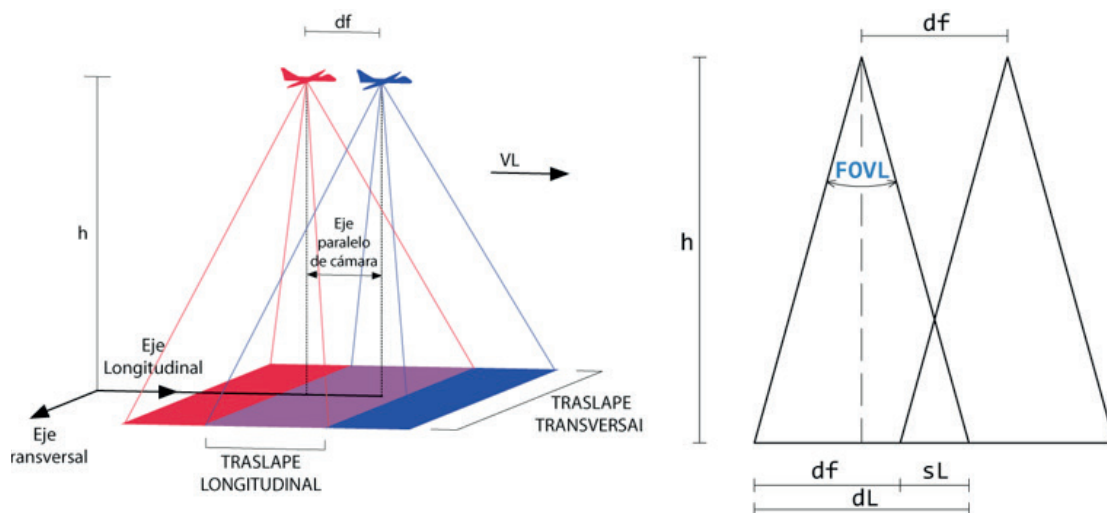 df
h
VL
Eje
paralelo
de cámara
Eje
Longitudinal
Eje
ransversal
TRASLAPE
LONGITUDINAL
TRASLAPE
TRANSVERSAI
df
FOVL
h
df
sL
dL